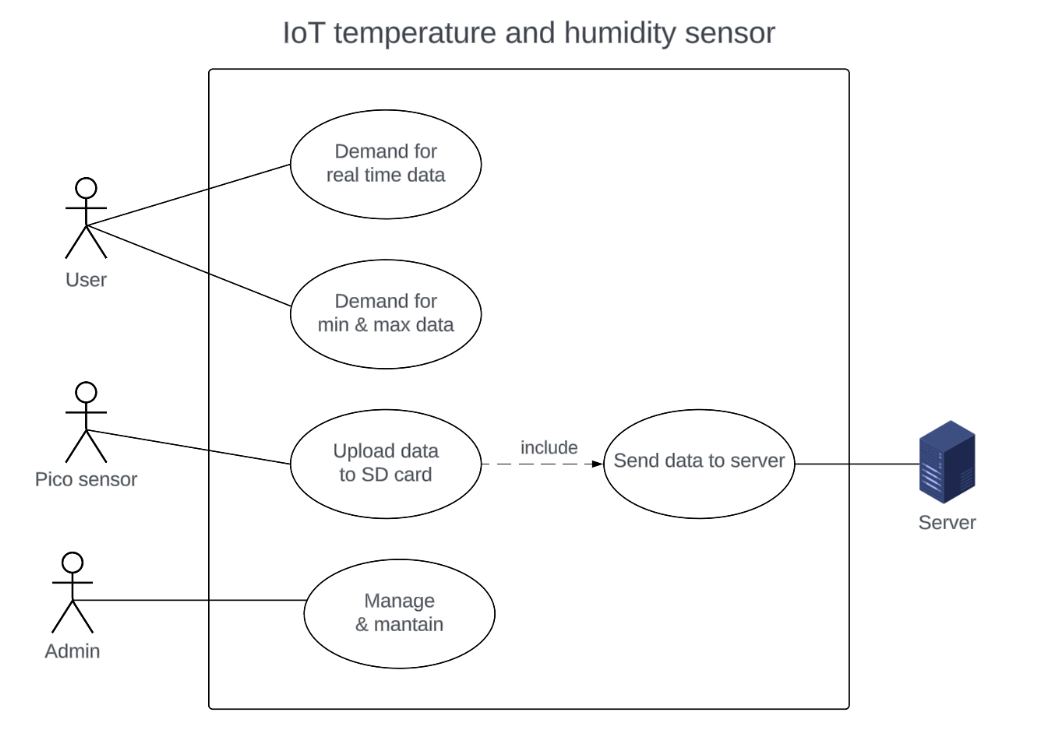 IoT temperature and humidity sensor
Demand for
real time data
User
Demand for
min & max data
Pico sensor
Upload data
to SD card
include
Send data to server
Server
Admin
Manage
& mantain